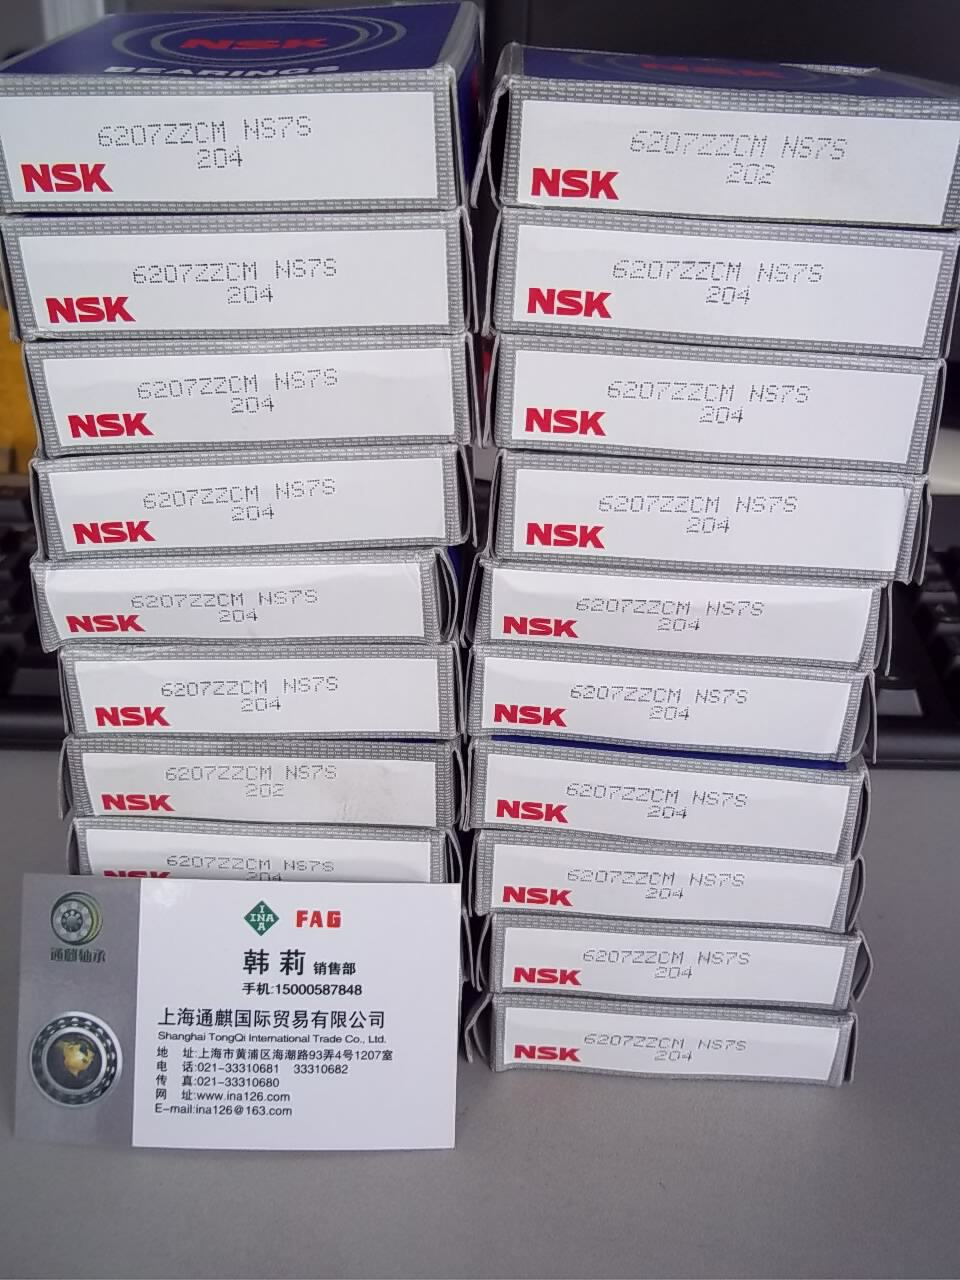 NSK
BEARINGS
6207ZZCM NS7S
204
NSK
6207ZZCM NS7S
204
NSK
6207ZZCM NS7S
204
NSK
6207ZZCM NS7S
204
NSK
6207ZZCM NS7S
204
NSK
6207ZZCM NS7S
204
NSK
6207ZZCM NS7S
202
NSK
6207ZZCM NS7S
204
NSK
NSK
6207ZZCM NS7S
202
NSK
6207ZZCM NS7S
204
NSK
6207ZZCM NS7S
204
NSK
6207ZZCM NS7S
204
NSK
6207ZZCM NS7S
204
NSK
6207ZZCM NS7S
204
NSK
6207ZZCM NS7S
204
NSK
6207ZZCM NS7S
204
NSK
6207ZZCM NS7S
204
NSK
6207ZZCM NS7S
204
NSK
通麒轴承
INA
INA FAG
韩莉 销售部
手机:15000587848
上海通麒国际贸易有限公司
Shanghai TongQi International Trade Co., Ltd.
地 址:上海市黄浦区海潮路93弄4号1207室
电 话:021-33310681 33310682
传 真:021-33310680
网 址:www.ina126.com
E-mail:ina126@163.com